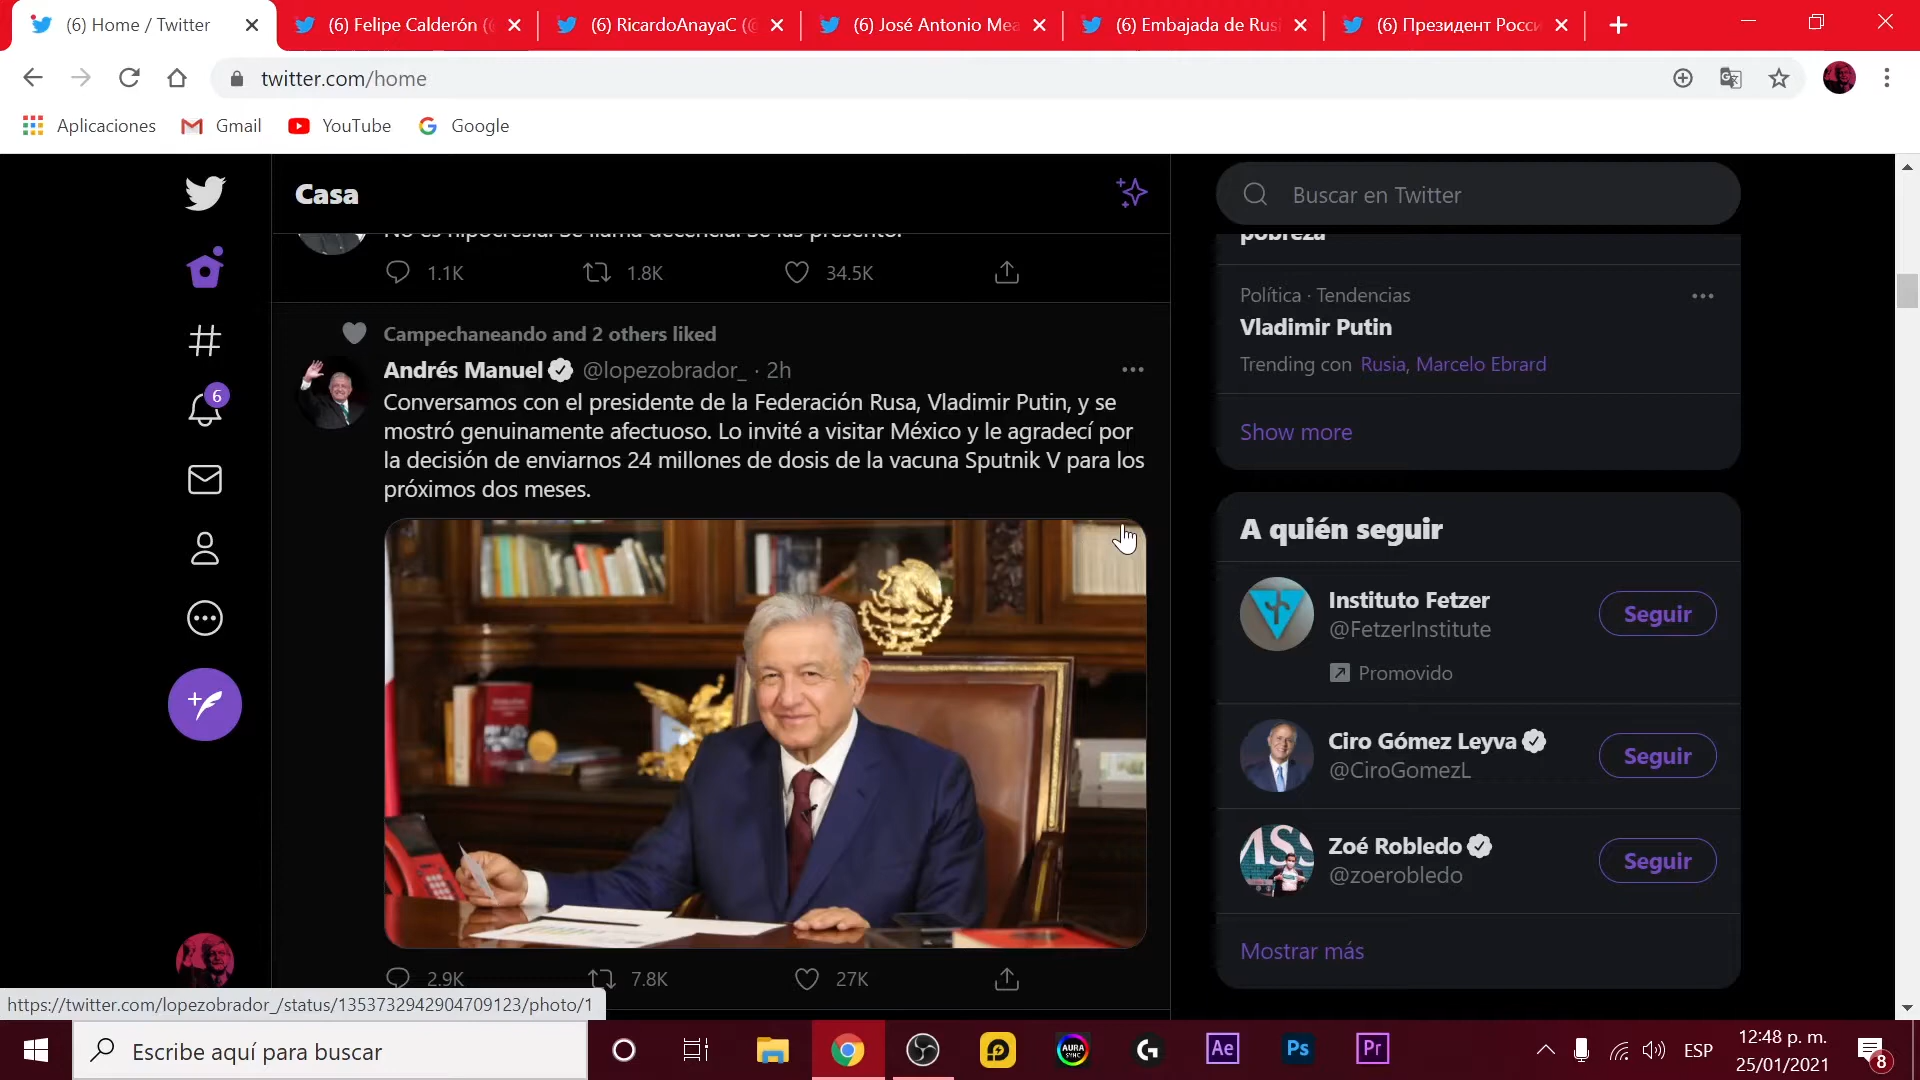 (6) Home / Twitter
(6) Felipe Calderón (
(6) RicardoAnayaC (@
(6) José Antonio Mea
(6) Embajada de Rusi
(6) Президент Росси
twitter.com/home
Aplicaciones
Gmail
YouTube
Google
Casa
No es hipocresía. Se llama decencia. Se las presento.
1.1K
1.8K
34.5K
Campechaneando and 2 others liked
Andrés Manuel @lopezobrador_ · 2h
Conversamos con el presidente de la Federación Rusa, Vladimir Putin, y se
mostró genuinamente afectuoso. Lo invité a visitar México y le agradecí por
la decisión de enviarnos 24 millones de dosis de la vacuna Sputnik V para los
próximos dos meses.
2.9K
7.8K
27K
Buscar en Twitter
pobreza
Política · Tendencias
Vladimir Putin
Trending con Rusia, Marcelo Ebrard
Show more
A quién seguir
Instituto Fetzer
@FetzerInstitute
Seguir
Promovido
Ciro Gómez Leyva
@CiroGomezL
Seguir
Zoé Robledo
@zoerobledo
Seguir
Mostrar más
6
https://twitter.com/lopezobrador_/status/1353732942904709123/photo/1
Escribe aquí para buscar
AURA
SYNC
Ae
Ps
Pr
ESP
12:48 p. m.
25/01/2021
8